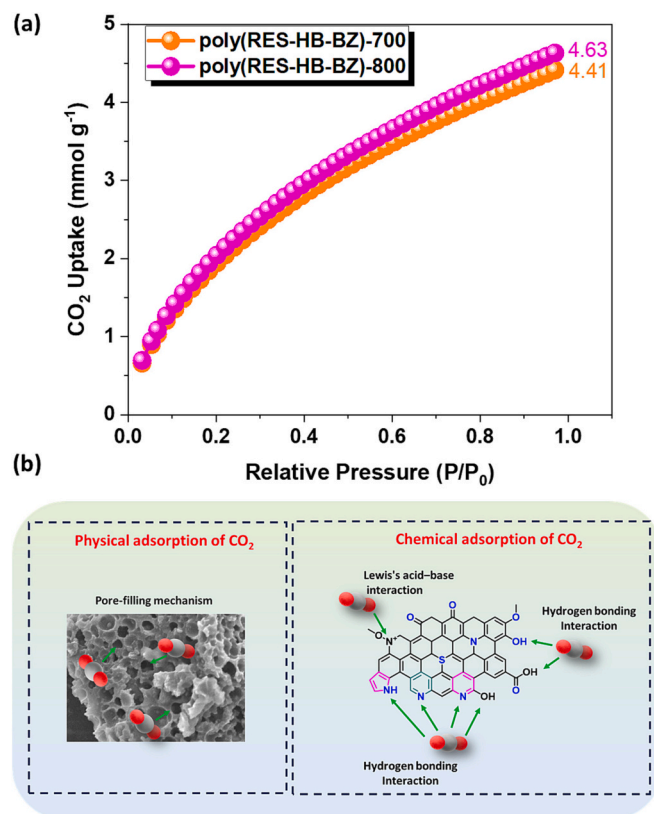 (a)
5
4
3
2
1
0
CO₂ Uptake (mmol g⁻¹)
poly(RES-HB-BZ)-700
poly(RES-HB-BZ)-800
4.63
4.41
0.0 0.2 0.4 0.6 0.8 1.0
Relative Pressure (P/P₀)
(b)
Physical adsorption of CO₂
Pore-filling mechanism
Chemical adsorption of CO₂
Lewis's acid–base
interaction
Hydrogen bonding
Interaction
O
O
O
O
N⁺
N
OH
S
OH
O
NH
N
N
OH
Hydrogen bonding
Interaction